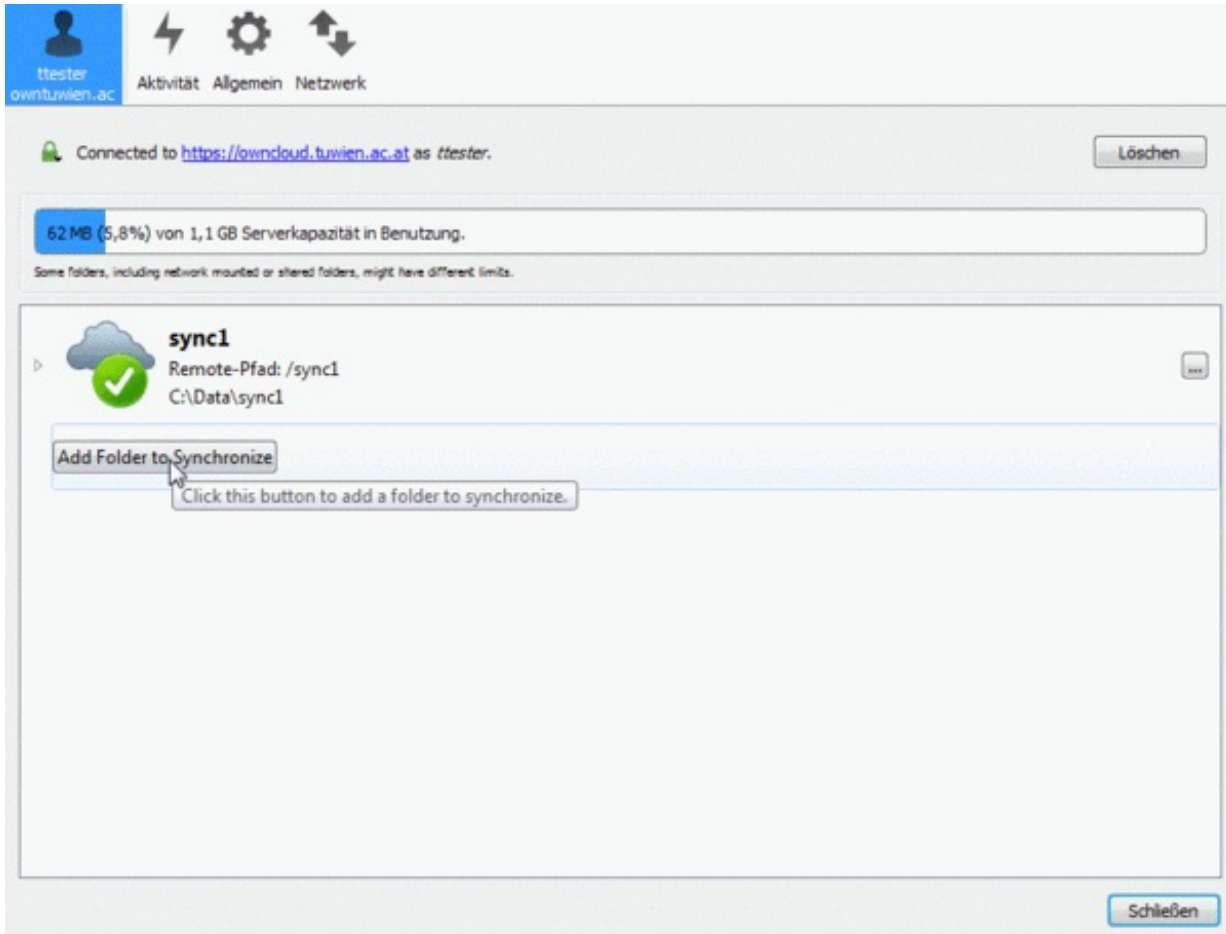 ttester
owntuwien.ac
Aktivität Allgemein Netzwerk
Connected to https://owncloud.tuwien.ac.at as ttester.
Löschen
62 MB (5,8%) von 1,1 GB Serverkapazität in Benutzung.
Some folders, including network mounted or shared folders, might have different limits.
sync1
Remote-Pfad: /sync1
...
C:\Data\sync1
Add Folder to Synchronize
Click this button to add a folder to synchronize.
Schließen